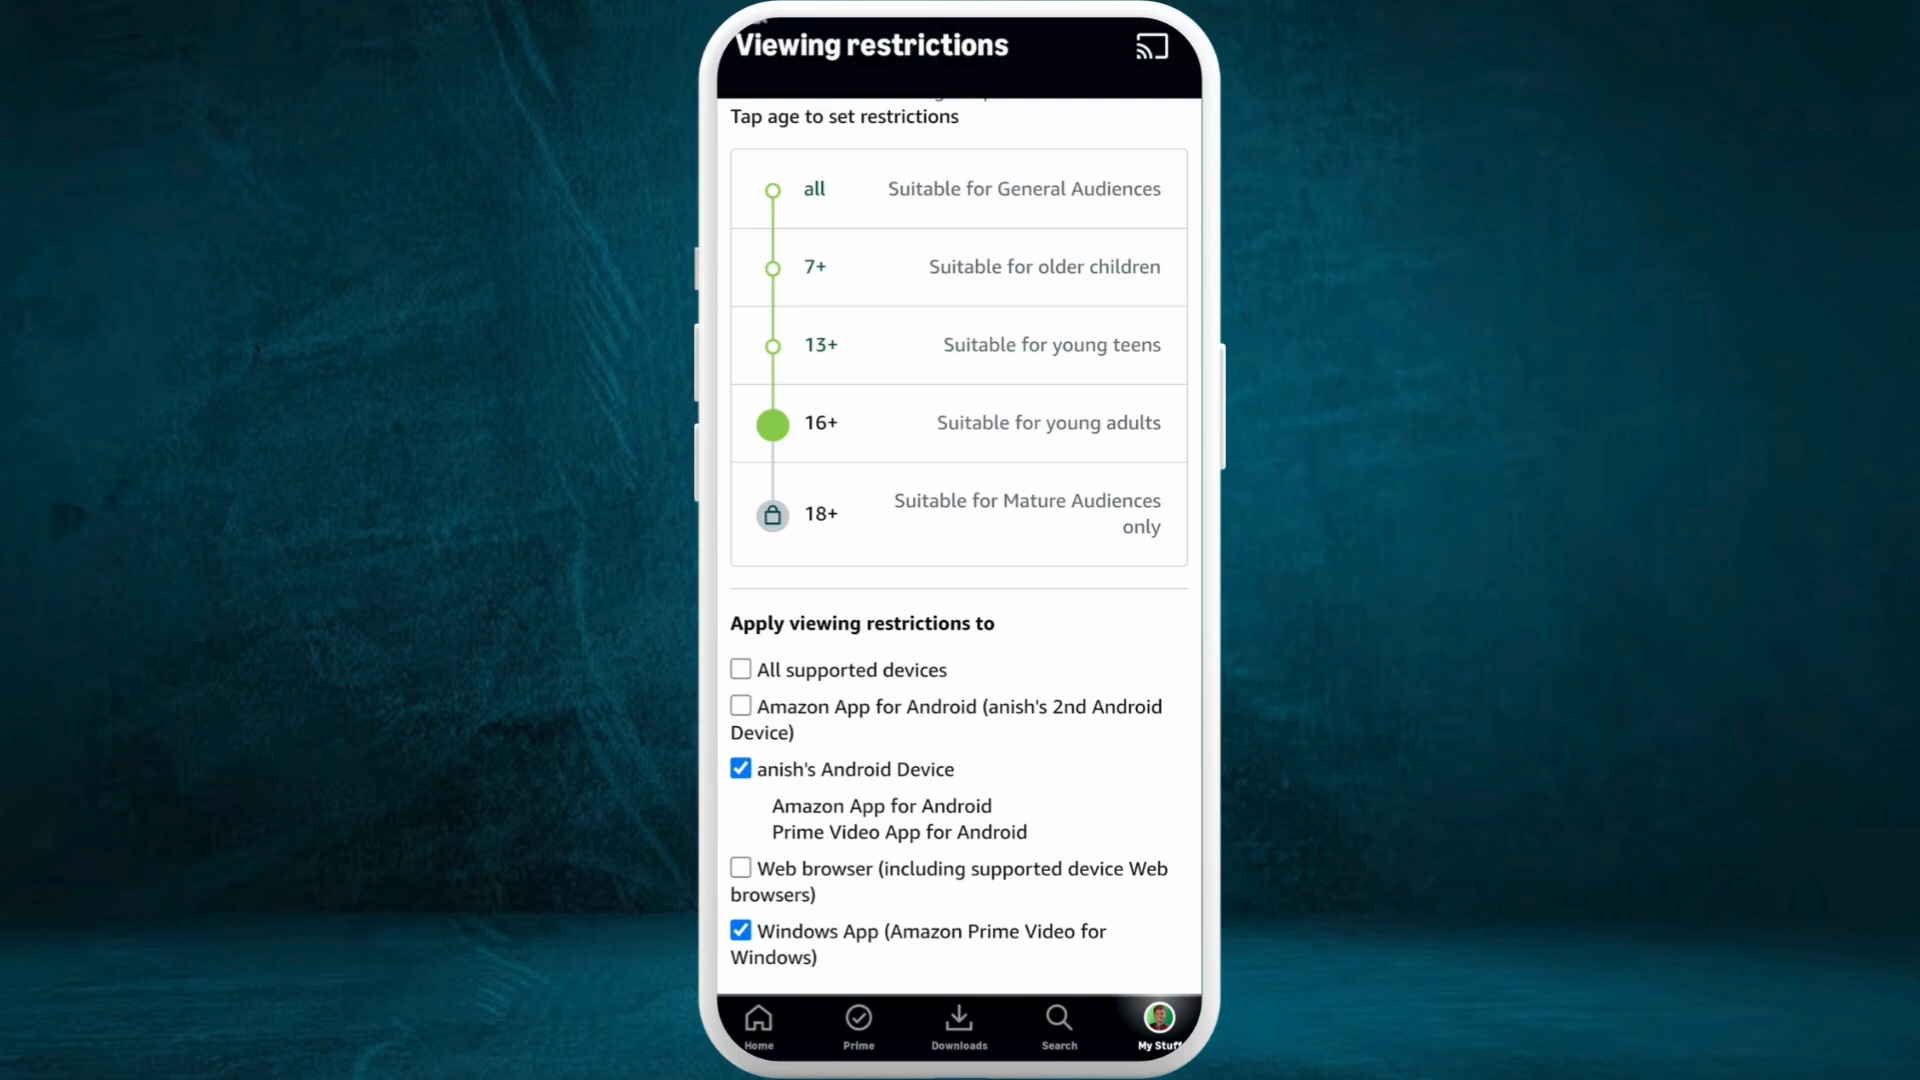 Viewing restrictions
Tap age to set restrictions
all Suitable for General Audiences
7+ Suitable for older children
13+ Suitable for young teens
16+ Suitable for young adults
18+ Suitable for Mature Audiences
only
Apply viewing restrictions to
All supported devices
Amazon App for Android (anish's 2nd Android
Device)
anish's Android Device
Amazon App for Android
Prime Video App for Android
Web browser (including supported device Web
browsers)
Windows App (Amazon Prime Video for
Windows)
Home Prime Downloads Search My Stuff